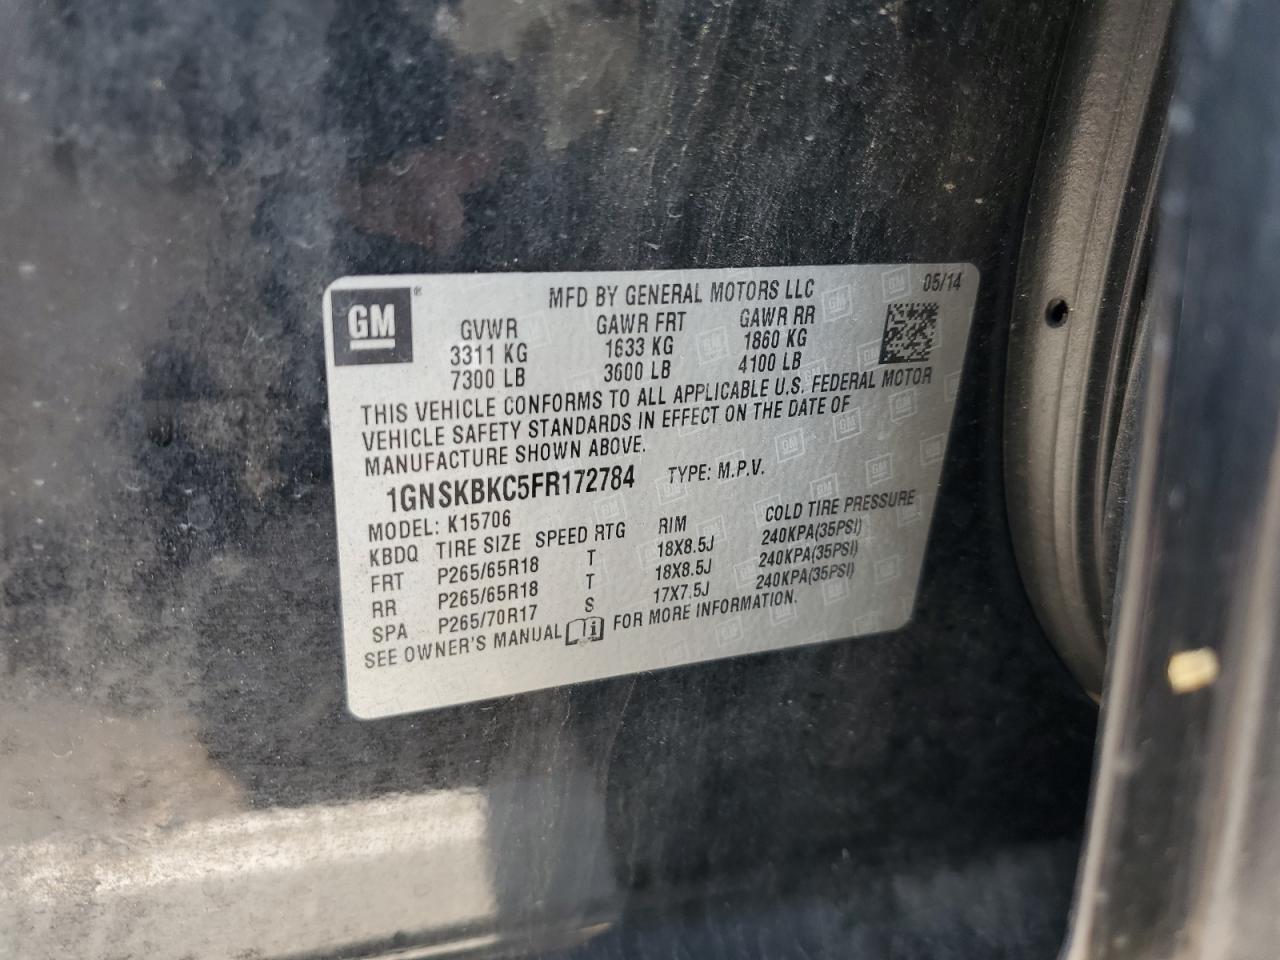 GM®
MFD BY GENERAL MOTORS LLC 05/14
GVWR GAWR FRT GAWR RR
3311 KG 1633 KG 1860 KG
7300 LB 3600 LB 4100 LB
THIS VEHICLE CONFORMS TO ALL APPLICABLE U.S. FEDERAL MOTOR
VEHICLE SAFETY STANDARDS IN EFFECT ON THE DATE OF
MANUFACTURE SHOWN ABOVE.
1GNSKBKC5FR172784 TYPE: M.P.V.
MODEL: K15706
KBDQ TIRE SIZE SPEED RTG RIM COLD TIRE PRESSURE
FRT P265/65R18 T 18X8.5J 240KPA(35PSI)
RR P265/65R18 T 18X8.5J 240KPA(35PSI)
SPA P265/70R17 S 17X7.5J 240KPA(35PSI)
SEE OWNER'S MANUAL FOR MORE INFORMATION.